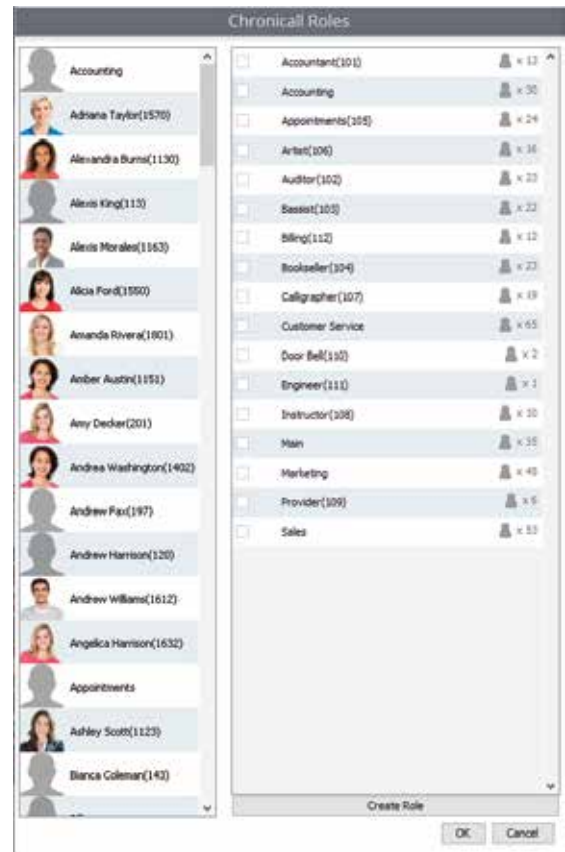 Chronicall Roles
Accounting
Adriana Taylor(1570)
Alexandra Burns(1130)
Alexis King(113)
Alexis Morales(1163)
Alicia Ford(1550)
Amanda Rivera(1801)
Amber Austin(1151)
Amy Decker(201)
Andrea Washington(1402)
Andrew Fax(197)
Andrew Harrison(120)
Andrew Williams(1612)
Angelica Harrison(1632)
Appointments
Ashley Scott(1123)
Bianca Coleman(143)
Accountant(101) x 13
Accounting x 30
Appointments(105) x 24
Artist(106) x 16
Auditor(102) x 23
Bassist(103) x 22
Billing(112) x 12
Bookseller(104) x 23
Calligrapher(107) x 19
Customer Service x 65
Door Bell(110) x 2
Engineer(111) x 1
Instructor(108) x 10
Main x 35
Marketing x 40
Provider(109) x 6
Sales x 53
Create Role
OK Cancel